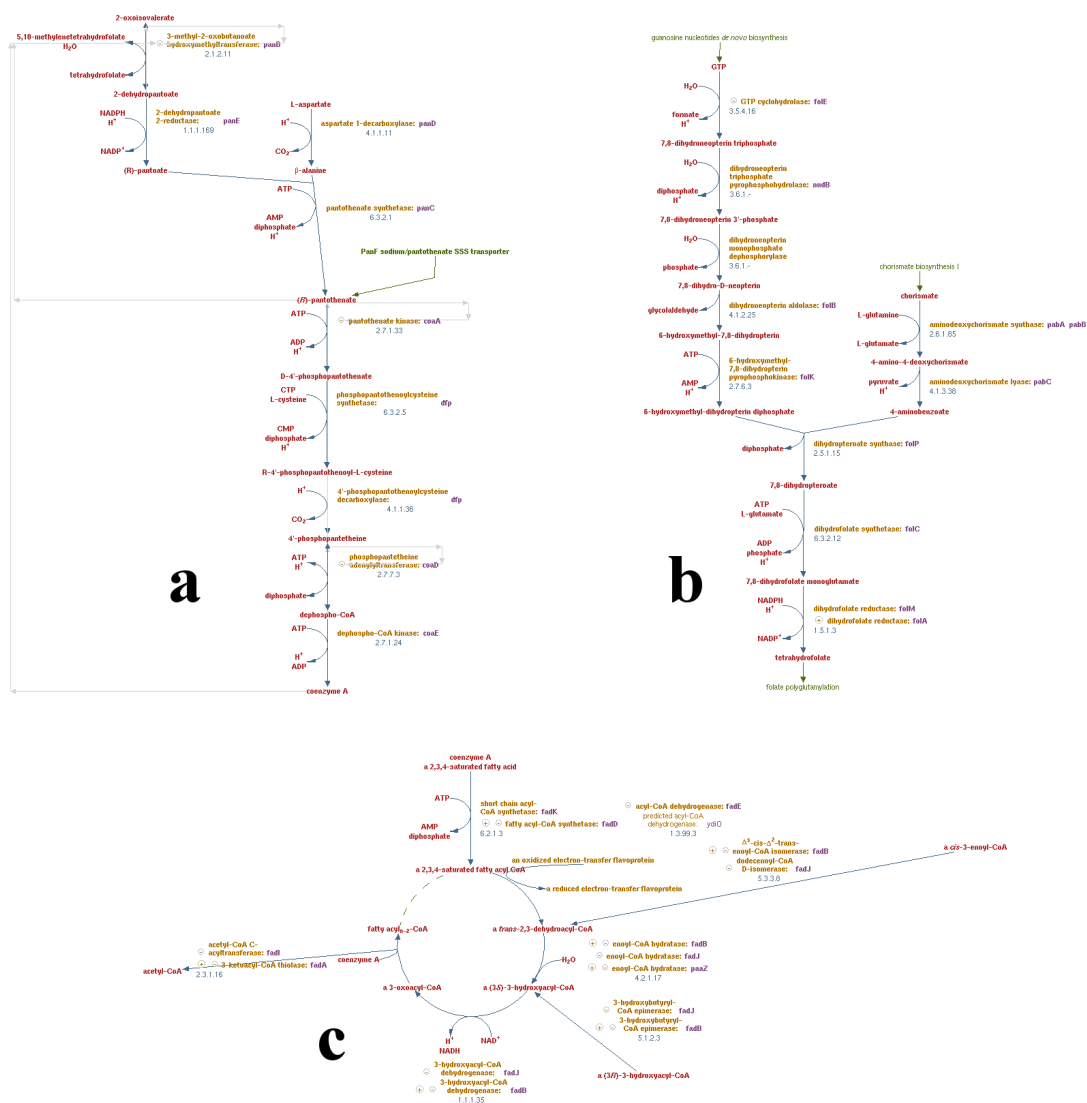 2-oxoisovalerate
5,10-methylenetetrahydrofolate
H2O
3-methyl-2-oxobutanoate
hydroxymethyltransferase: panB
2.1.2.11
tetrahydrofolate
2-dehydropantoate
NADPH
H+
2-dehydropantoate
2-reductase: panE
1.1.1.169
NADP+
(R)-pantoate
L-aspartate
H+
aspartate 1-decarboxylase: panD
4.1.1.11
CO2
β-alanine
ATP
pantothenate synthetase: panC
6.3.2.1
AMP
diphosphate
H+
PanF sodium/pantothenate SSS transporter
(R)-pantothenate
ATP
pantothenate kinase: coaA
2.7.1.33
ADP
H+
D-4'-phosphopantothenate
CTP
L-cysteine
phosphopantothenoylcysteine
synthetase: dfp
6.3.2.5
CMP
diphosphate
H+
R-4'-phosphopantothenoyl-L-cysteine
H+
4'-phosphopantothenoylcysteine
decarboxylase: dfp
4.1.1.36
CO2
4'-phosphopantetheine
ATP
H+
phosphopantetheine
adenylyltransferase: coaD
2.7.7.3
diphosphate
dephospho-CoA
ATP
dephospho-CoA kinase: coaE
2.7.1.24
H+
ADP
coenzyme A
a
guanosine nucleotides de novo biosynthesis
GTP
H2O
GTP cyclohydrolase: folE
3.5.4.16
formate
H+
7,8-dihydroneopterin triphosphate
H2O
dihydroneopterin
triphosphate
pyrophosphohydrolase: nudB
3.6.1.-
diphosphate
H+
7,8-dihydroneopterin 3'-phosphate
H2O
dihydroneopterin
monophosphate
dephosphorylase
3.6.1.-
phosphate
7,8-dihydro-D-neopterin
glycolaldehyde
dihydroneopterin aldolase: folB
4.1.2.25
6-hydroxymethyl-7,8-dihydropterin
ATP
6-hydroxymethyl-
7,8-dihydropterin
pyrophosphokinase: folK
2.7.6.3
AMP
H+
6-hydroxymethyl-dihydropterin diphosphate
chorismate biosynthesis I
chorismate
L-glutamine
aminodeoxychorismate synthase: pabA pabB
2.6.1.85
L-glutamate
4-amino-4-deoxychorismate
pyruvate
H+
aminodeoxychorismate lyase: pabC
4.1.3.38
4-aminobenzoate
diphosphate
dihydropteroate synthase: folP
2.5.1.15
7,8-dihydropteroate
ATP
L-glutamate
dihydrofolate synthetase: folC
6.3.2.12
ADP
phosphate
H+
7,8-dihydrofolate monoglutamate
NADPH
H+
dihydrofolate reductase: folM
+ dihydrofolate reductase: folA
1.5.1.3
NADP+
tetrahydrofolate
folate polyglutamylation
b
coenzyme A
a 2,3,4-saturated fatty acid
ATP
short chain acyl-
CoA synthetase: fadK
+ - fatty acyl-CoA synthetase: fadD
6.2.1.3
AMP
diphosphate
- acyl-CoA dehydrogenase: fadE
predicted acyl-CoA
dehydrogenase: ydiO
1.3.99.3
Δ3-cis-Δ2-trans-
+ - enoyl-CoA isomerase: fadB
dodecenoyl-CoA
- D-isomerase: fadJ
5.3.3.8
a cis-3-enoyl-CoA
a 2,3,4-saturated fatty acyl CoA
an oxidized electron-transfer flavoprotein
a reduced electron-transfer flavoprotein
fatty acyln-2-CoA
a trans-2,3-dehydroacyl-CoA
acetyl-CoA C-
- acyltransferase: fadI
+ - 3-ketoacyl-CoA thiolase: fadA
2.3.1.16
acetyl-CoA
coenzyme A
+ - enoyl-CoA hydratase: fadB
- enoyl-CoA hydratase: fadJ
+ - enoyl-CoA hydratase: paaZ
4.2.1.17
H2O
a 3-oxoacyl-CoA
a (3S)-3-hydroxyacyl-CoA
3-hydroxybutyryl-
- CoA epimerase: fadJ
3-hydroxybutyryl-
+ - CoA epimerase: fadB
5.1.2.3
H+
NADH
NAD+
a (3R)-3-hydroxyacyl-CoA
3-hydroxyacyl-CoA
- dehydrogenase: fadJ
3-hydroxyacyl-CoA
+ - dehydrogenase: fadB
1.1.1.35
c